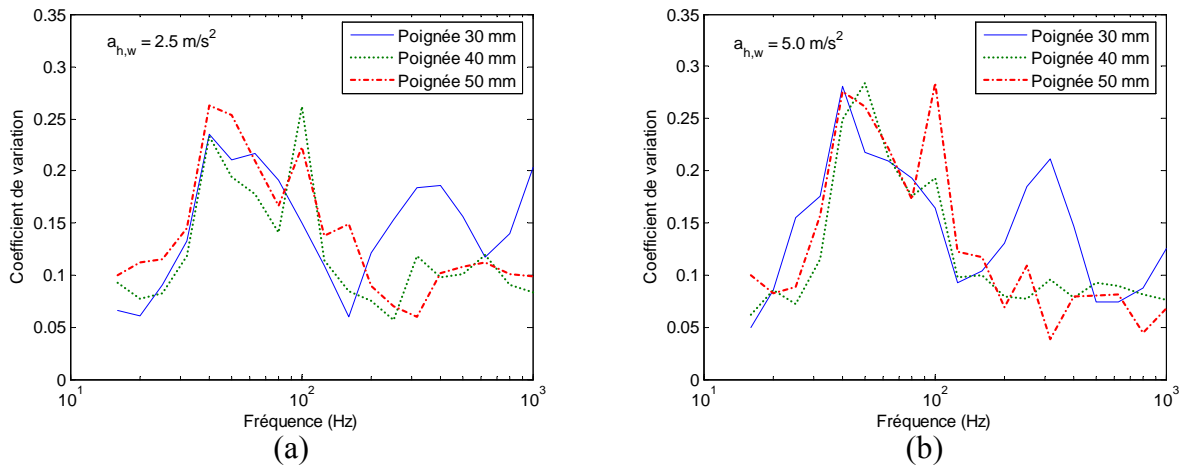 a_{h,w} = 2.5 m/s^2
Poignée 30 mm
Poignée 40 mm
Poignée 50 mm
Coefficient de variation
0.35
0.3
0.25
0.2
0.15
0.1
0.05
0
10^1
10^2
10^3
Fréquence (Hz)
(a)
a_{h,w} = 5.0 m/s^2
Poignée 30 mm
Poignée 40 mm
Poignée 50 mm
Coefficient de variation
0.35
0.3
0.25
0.2
0.15
0.1
0.05
0
10^1
10^2
10^3
Fréquence (Hz)
(b)